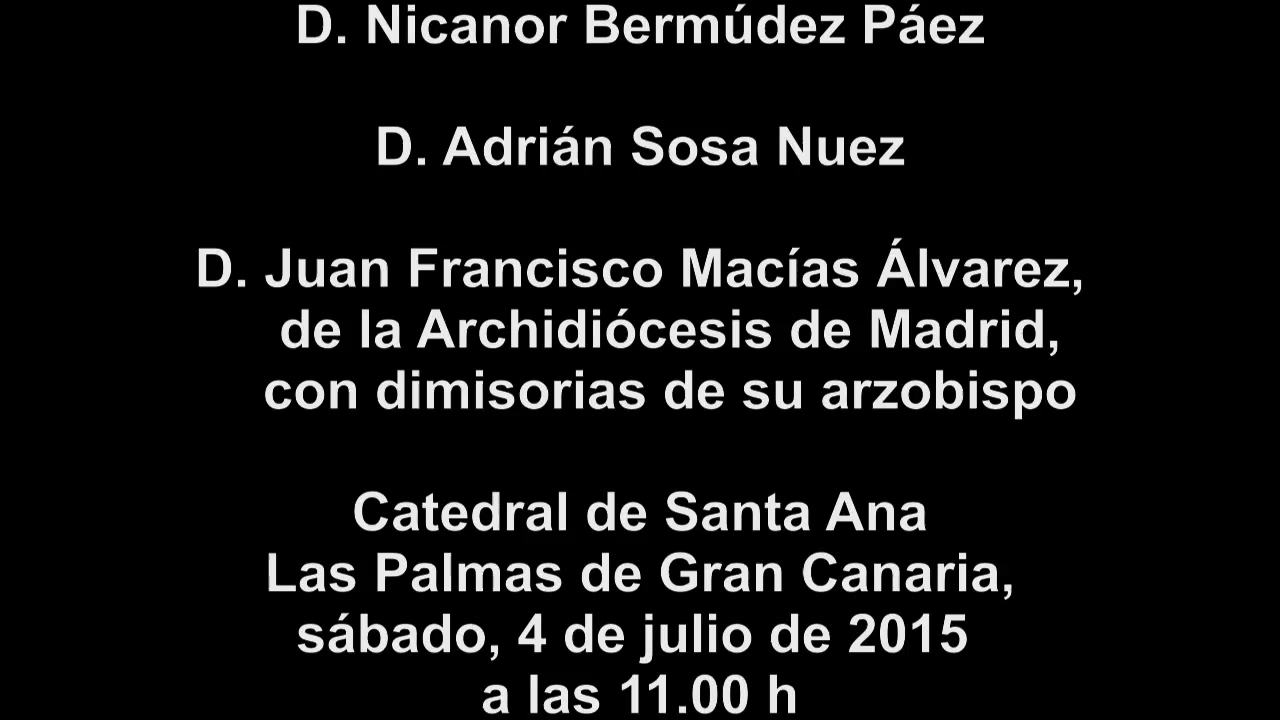 D. Nicanor Bermúdez Páez
D. Adrián Sosa Nuez
D. Juan Francisco Macías Álvarez,
de la Archidiócesis de Madrid,
con dimisorias de su arzobispo
Catedral de Santa Ana
Las Palmas de Gran Canaria,
sábado, 4 de julio de 2015
a las 11.00 h